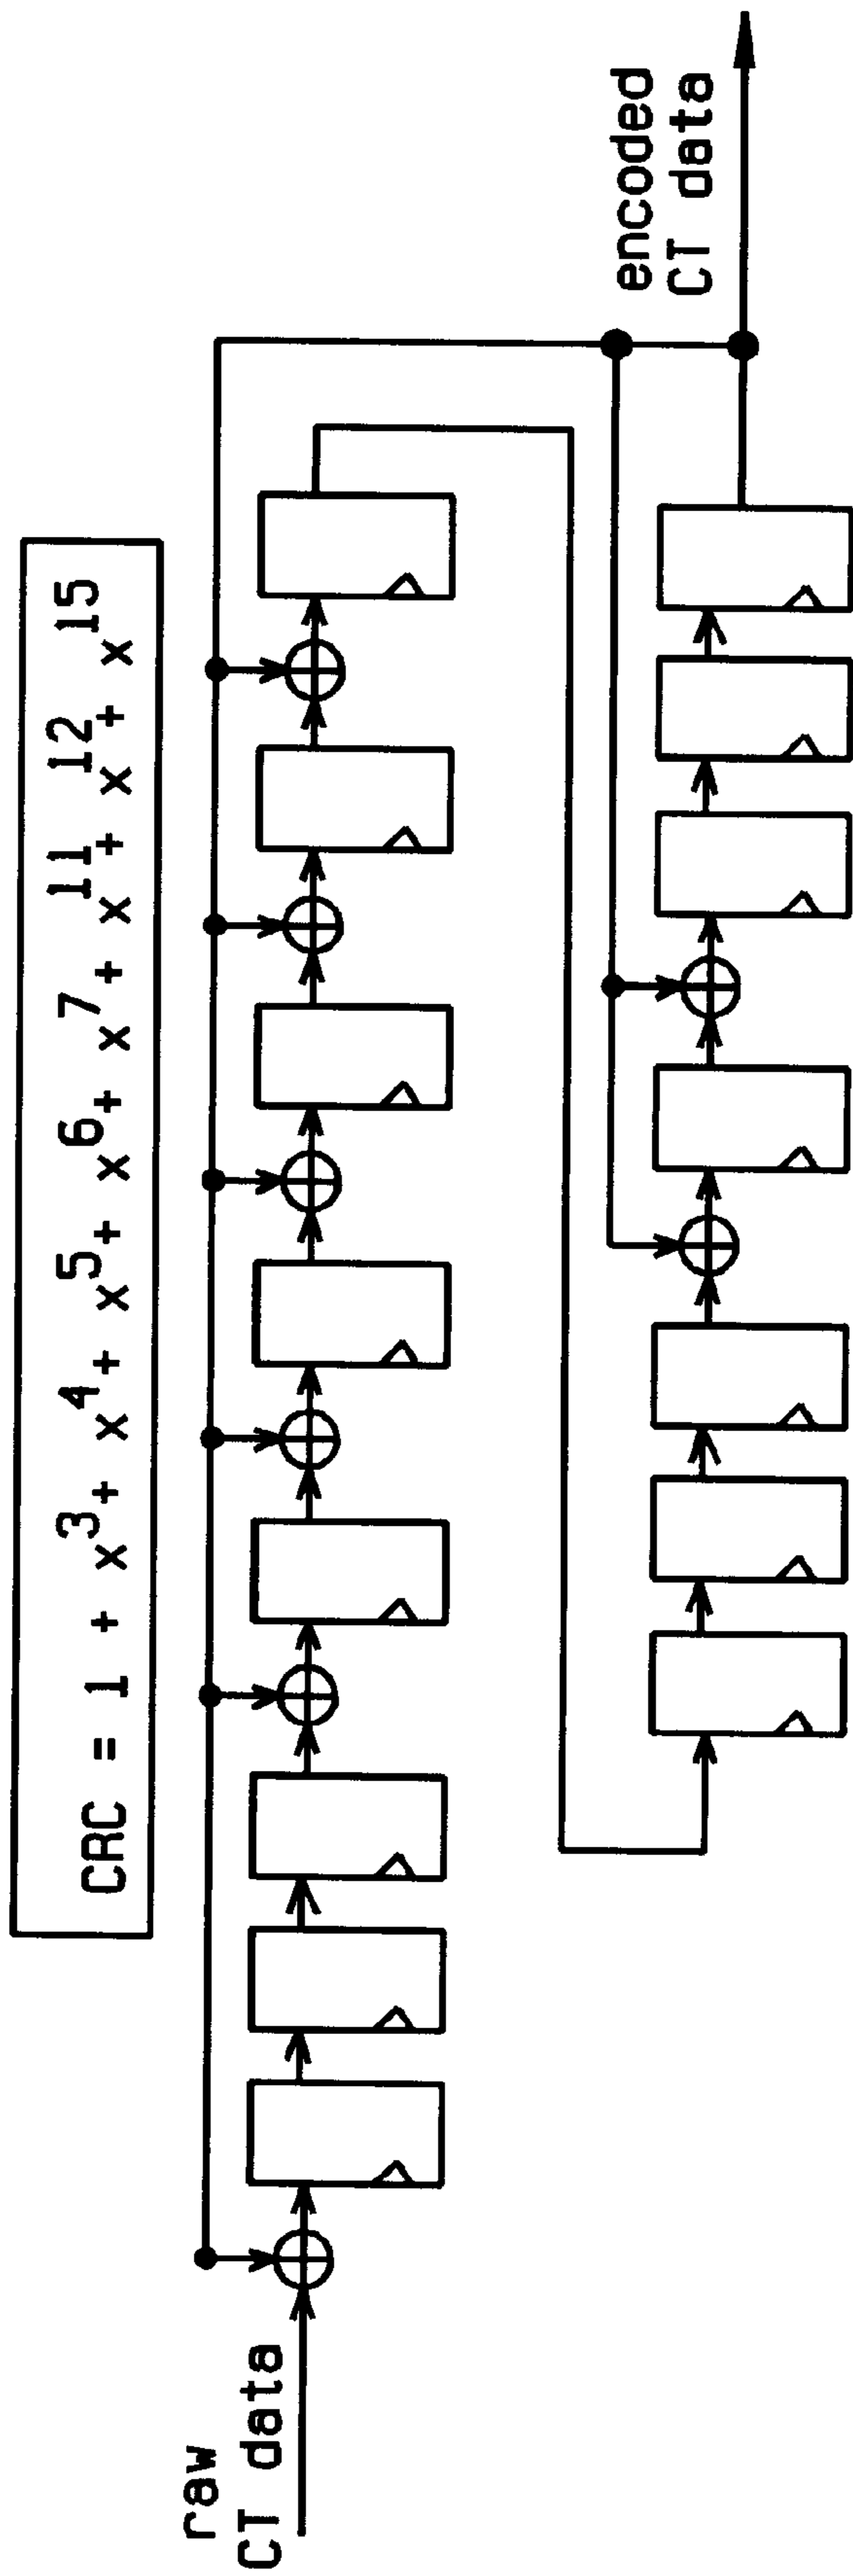 CRC = 1 + x³ + x⁴ + x⁵ + x⁶ + x⁷ + x¹¹ + x¹² + x¹⁵
raw
CT data
encoded
CT data